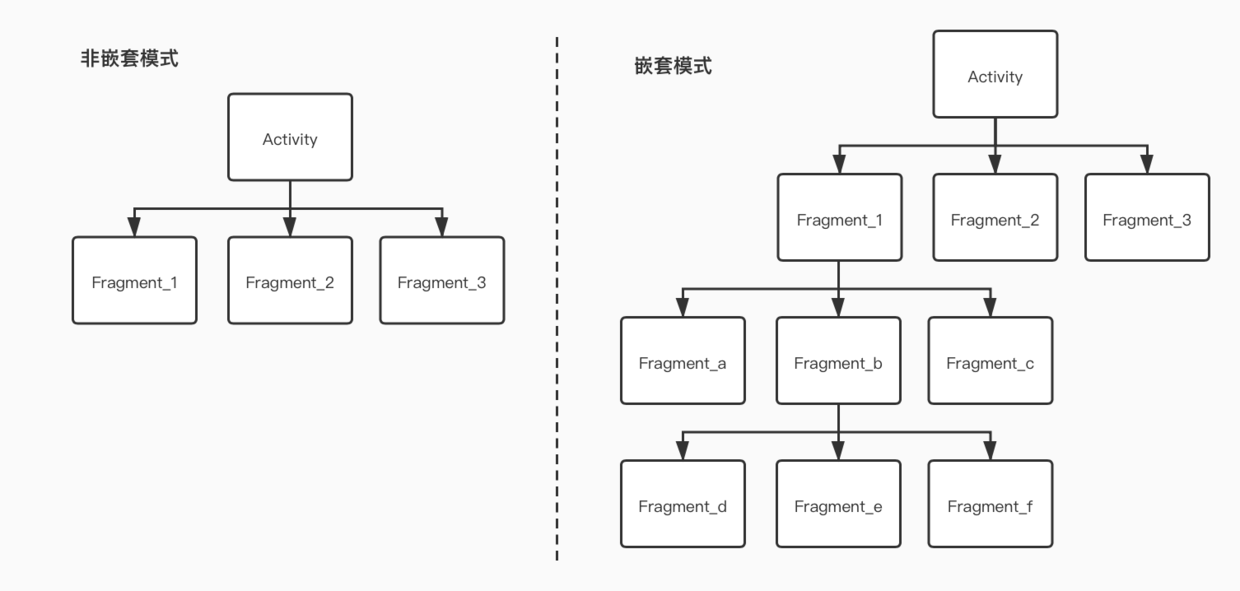 非嵌套模式
Activity
Fragment_1
Fragment_2
Fragment_3
嵌套模式
Activity
Fragment_1
Fragment_2
Fragment_3
Fragment_a
Fragment_b
Fragment_c
Fragment_d
Fragment_e
Fragment_f